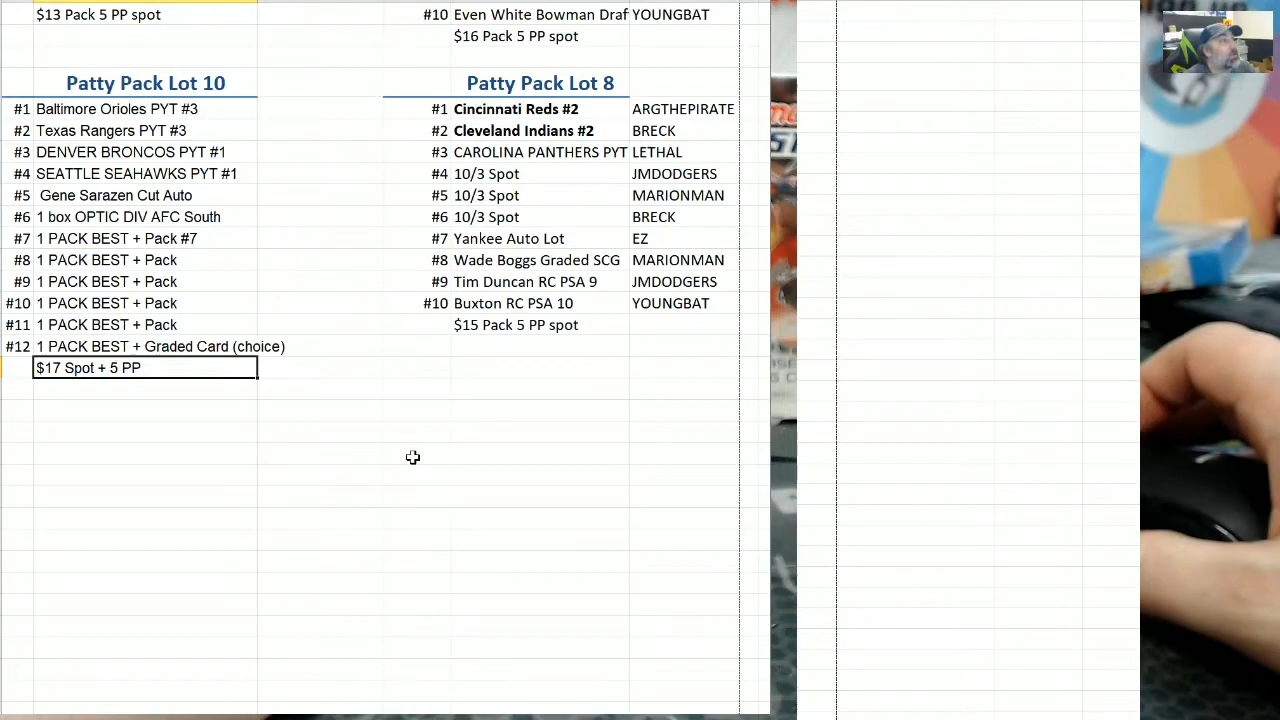 $13 Pack 5 PP spot
#10 Even White Bowman Draf YOUNGBAT
$16 Pack 5 PP spot
Patty Pack Lot 10
#1 Baltimore Orioles PYT #3
#2 Texas Rangers PYT #3
#3 DENVER BRONCOS PYT #1
#4 SEATTLE SEAHAWKS PYT #1
#5 Gene Sarazen Cut Auto
#6 1 box OPTIC DIV AFC South
#7 1 PACK BEST + Pack #7
#8 1 PACK BEST + Pack
#9 1 PACK BEST + Pack
#10 1 PACK BEST + Pack
#11 1 PACK BEST + Pack
#12 1 PACK BEST + Graded Card (choice)
$17 Spot + 5 PP
Patty Pack Lot 8
#1 Cincinnati Reds #2 ARGTHEPIRATE
#2 Cleveland Indians #2 BRECK
#3 CAROLINA PANTHERS PYT LETHAL
#4 10/3 Spot JMDODGERS
#5 10/3 Spot MARIONMAN
#6 10/3 Spot BRECK
#7 Yankee Auto Lot EZ
#8 Wade Boggs Graded SCG MARIONMAN
#9 Tim Duncan RC PSA 9 JMDODGERS
#10 Buxton RC PSA 10 YOUNGBAT
$15 Pack 5 PP spot